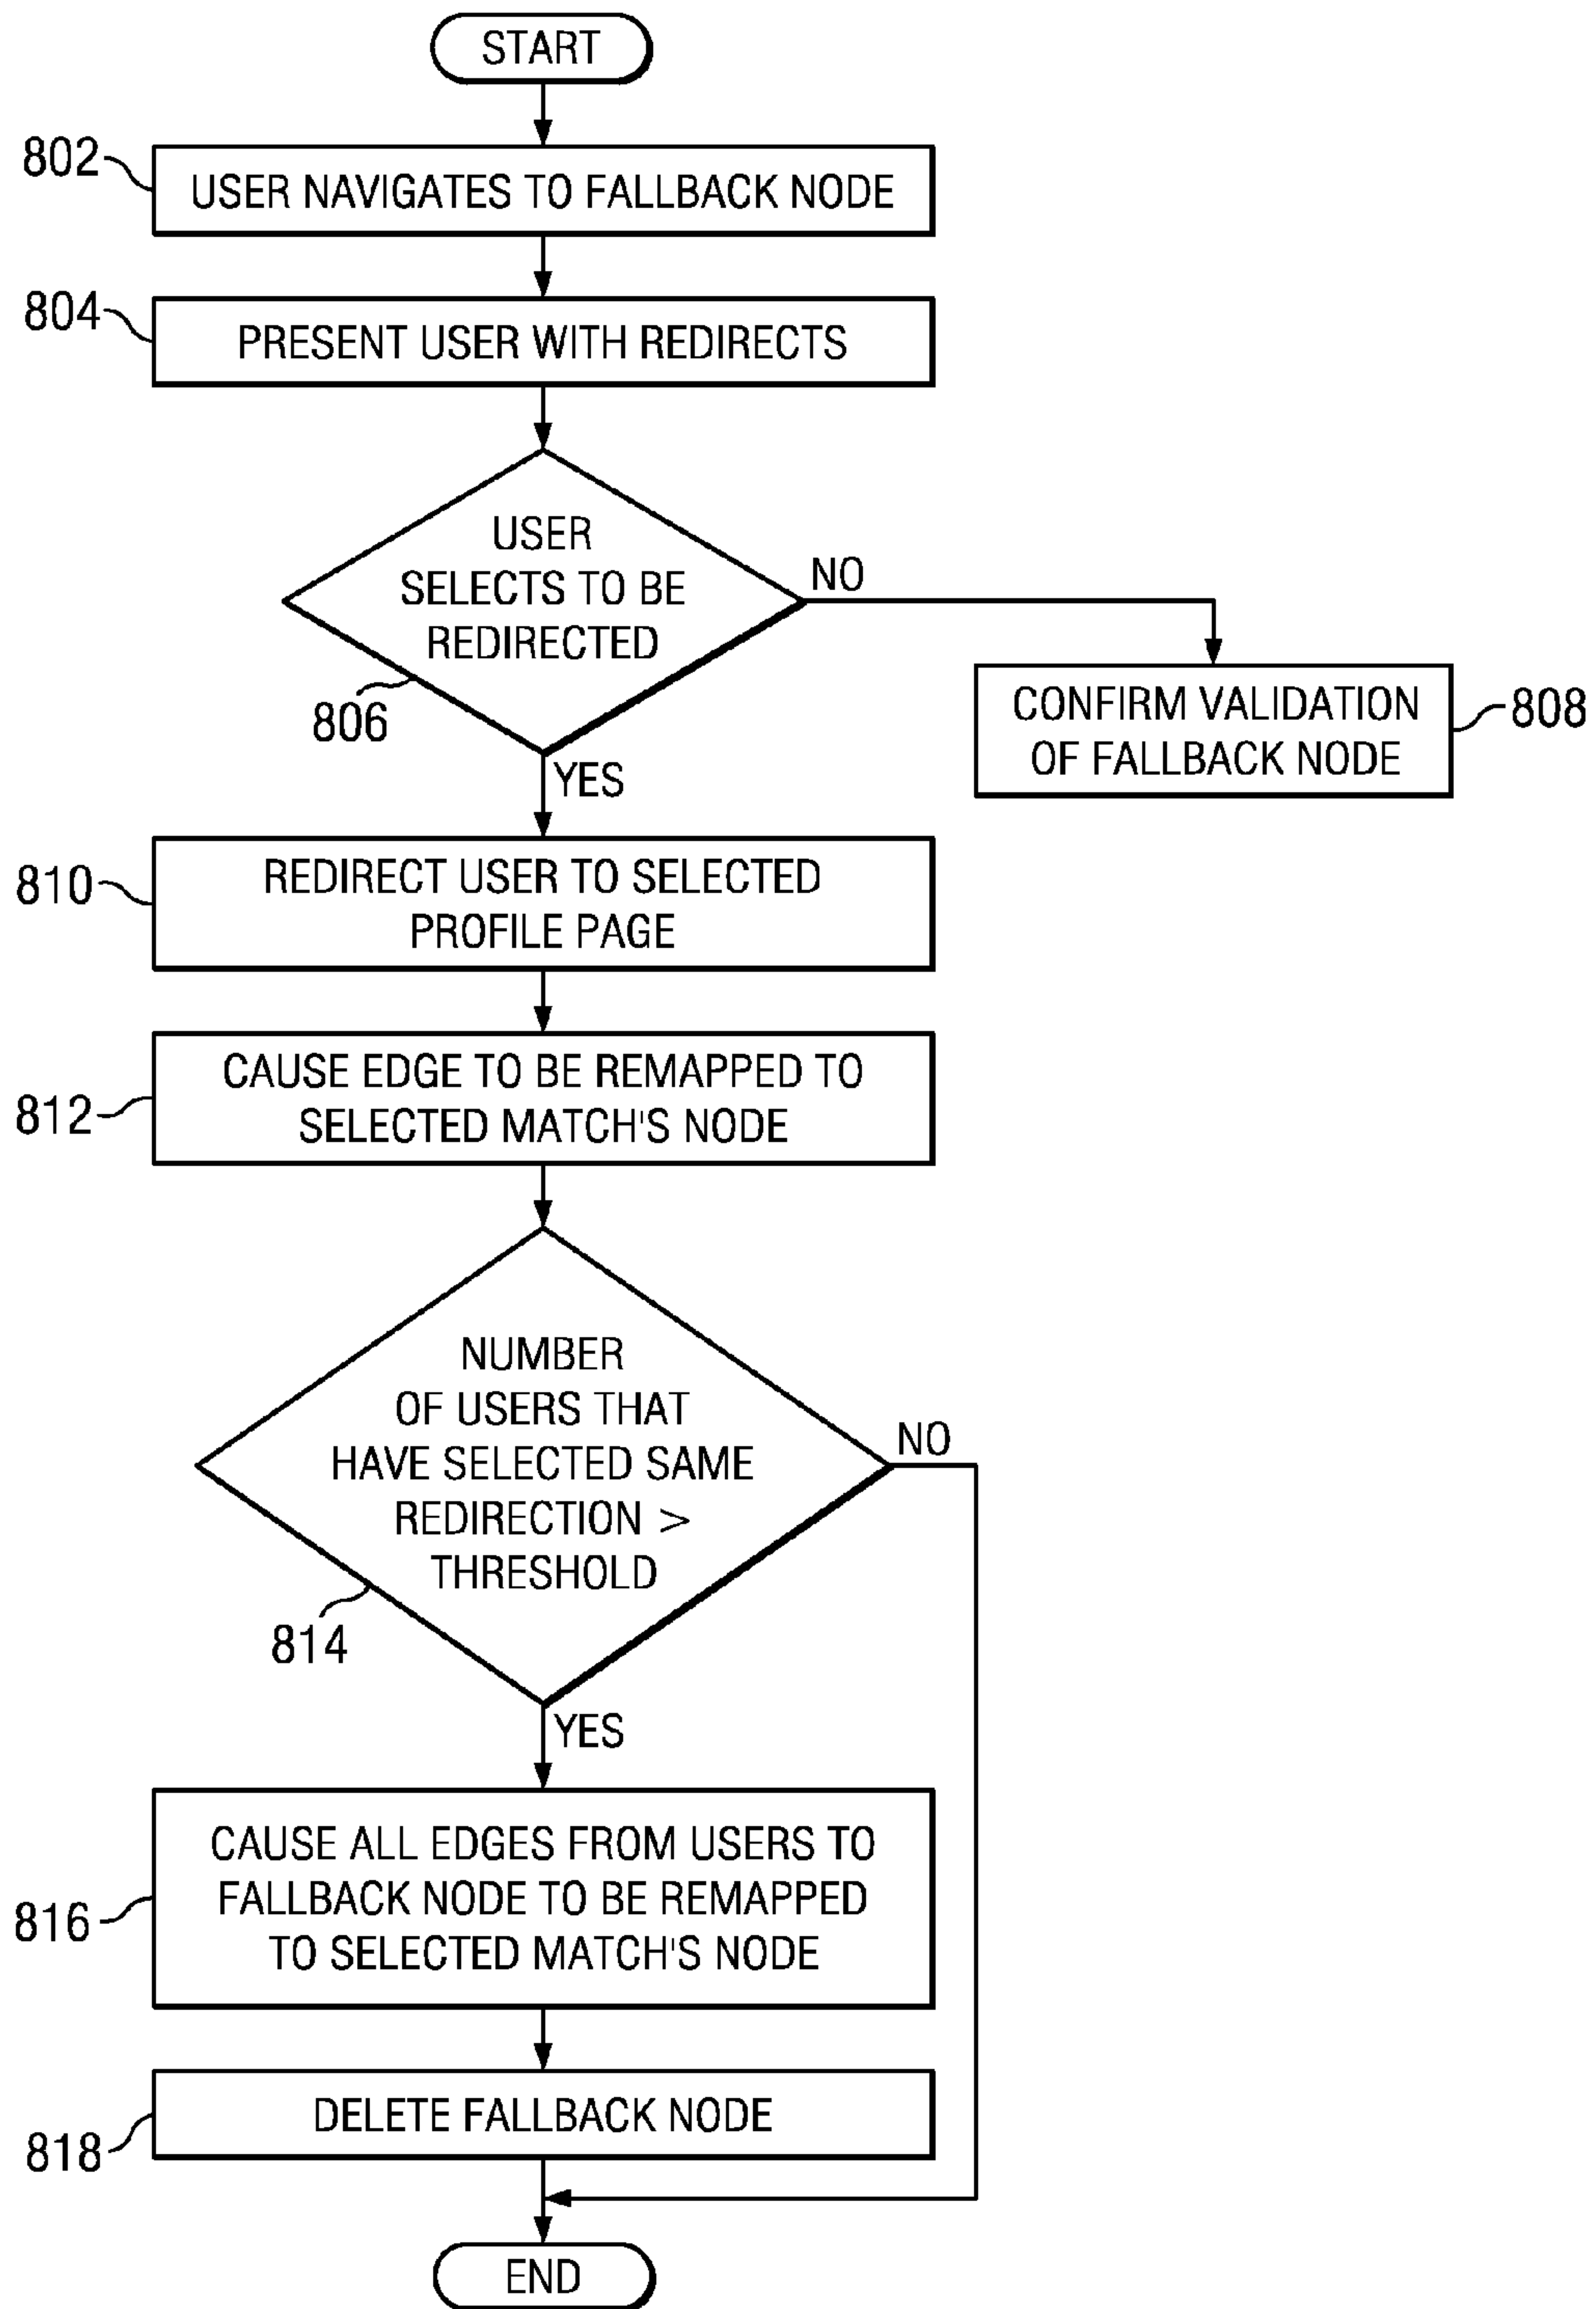 START
802
USER NAVIGATES TO FALLBACK NODE
804
PRESENT USER WITH REDIRECTS
USER
SELECTS TO BE
REDIRECTED
NO
806
CONFIRM VALIDATION
OF FALLBACK NODE
808
YES
810
REDIRECT USER TO SELECTED
PROFILE PAGE
812
CAUSE EDGE TO BE REMAPPED TO
SELECTED MATCH'S NODE
NUMBER
OF USERS THAT
HAVE SELECTED SAME
REDIRECTION >
THRESHOLD
NO
814
YES
816
CAUSE ALL EDGES FROM USERS TO
FALLBACK NODE TO BE REMAPPED
TO SELECTED MATCH'S NODE
818
DELETE FALLBACK NODE
END